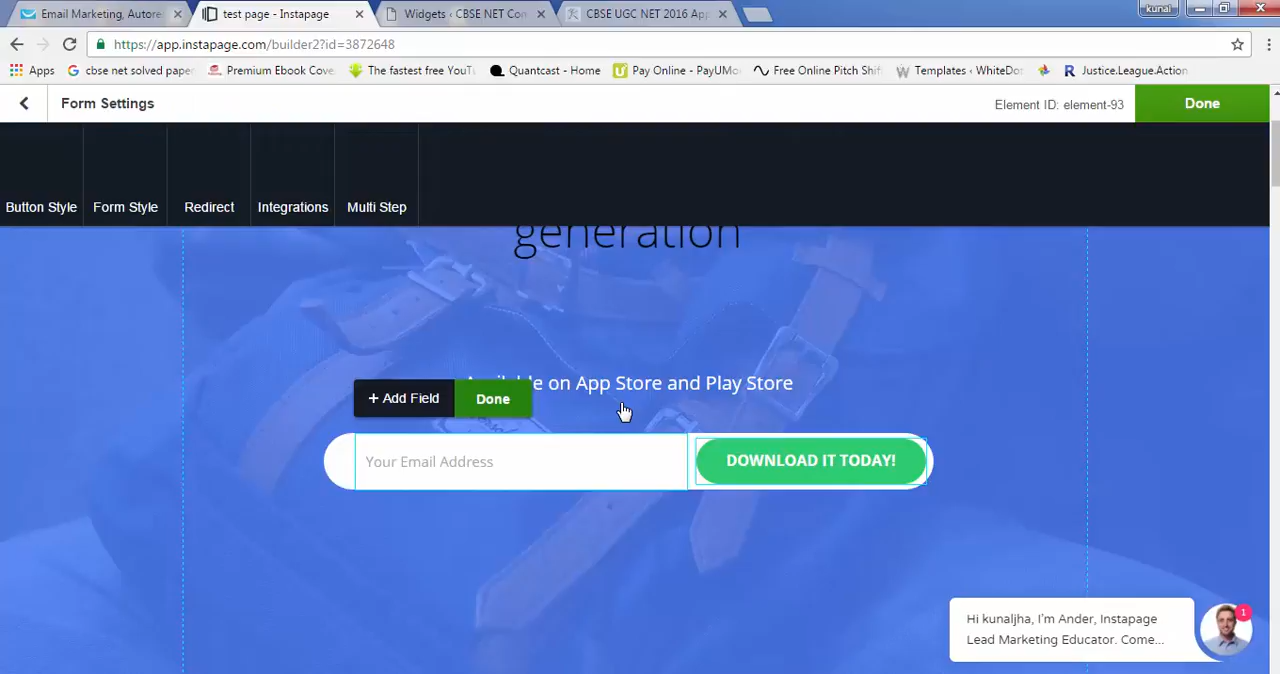 Email Marketing, Autores
test page - Instapage
Widgets ‹ CBSE NET Con
CBSE UGC NET 2016 App
kunal
https://app.instapage.com/builder2?id=3872648
Apps
cbse net solved pape
Premium Ebook Cove
The fastest free YouT
Quantcast - Home
Pay Online - PayUMo
Free Online Pitch Shif
Templates ‹ WhiteDo
Justice.League.Action
Form Settings
Element ID: element-93
Done
Button Style
Form Style
Redirect
Integrations
Multi Step
generation
on App Store and Play Store
+ Add Field
Done
Your Email Address
DOWNLOAD IT TODAY!
Hi kunaljha, I'm Ander, Instapage
Lead Marketing Educator. Come...
1